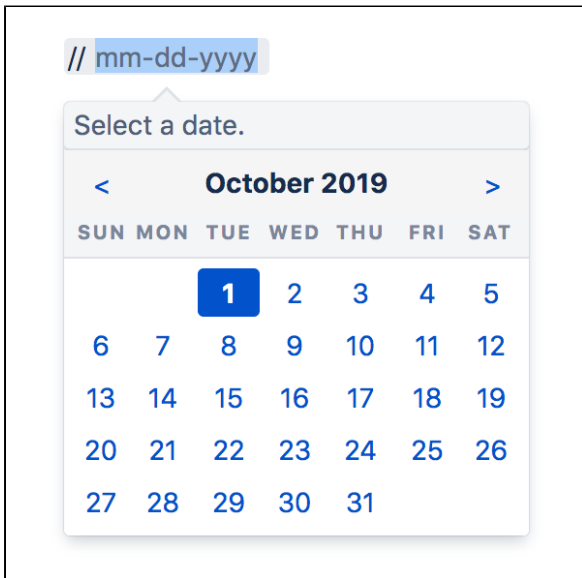 // mm-dd-yyyy
Select a date.
< October 2019 >
SUN MON TUE WED THU FRI SAT
1 2 3 4 5
6 7 8 9 10 11 12
13 14 15 16 17 18 19
20 21 22 23 24 25 26
27 28 29 30 31